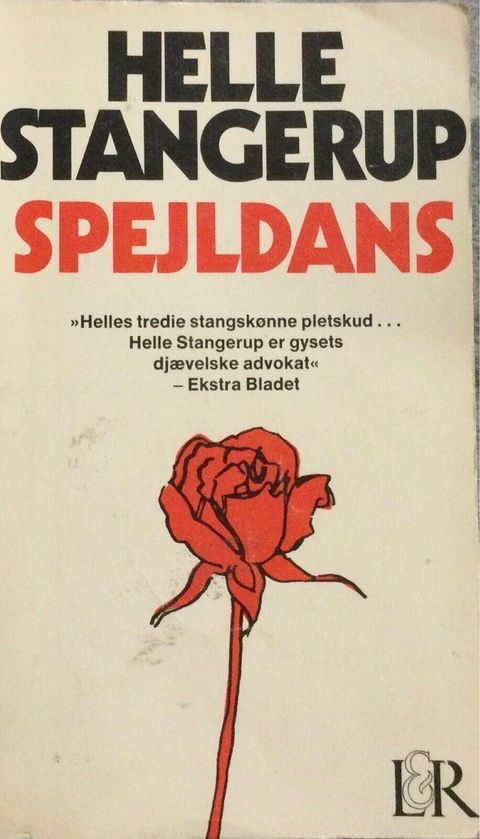 HELLE
STANGERUP
SPEJLDANS
»Helles tredie stangskønne pletskud . . .
Helle Stangerup er gysets
djævelske advokat«
– Ekstra Bladet
L&R